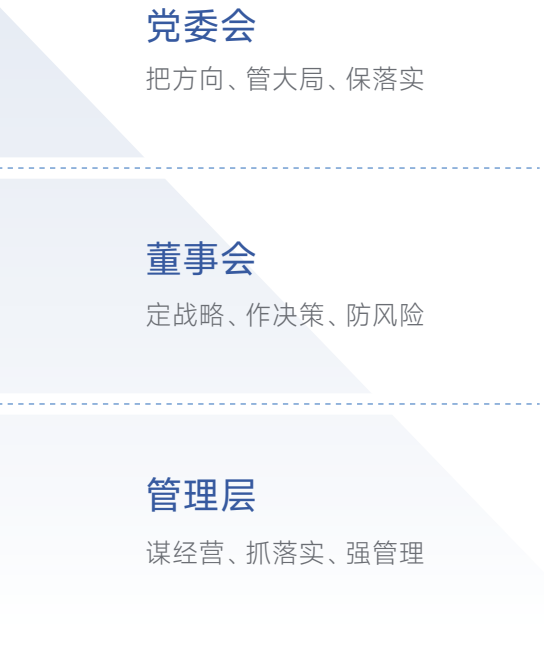 党委会
把方向、管大局、保落实
董事会
定战略、作决策、防风险
管理层
谋经营、抓落实、强管理